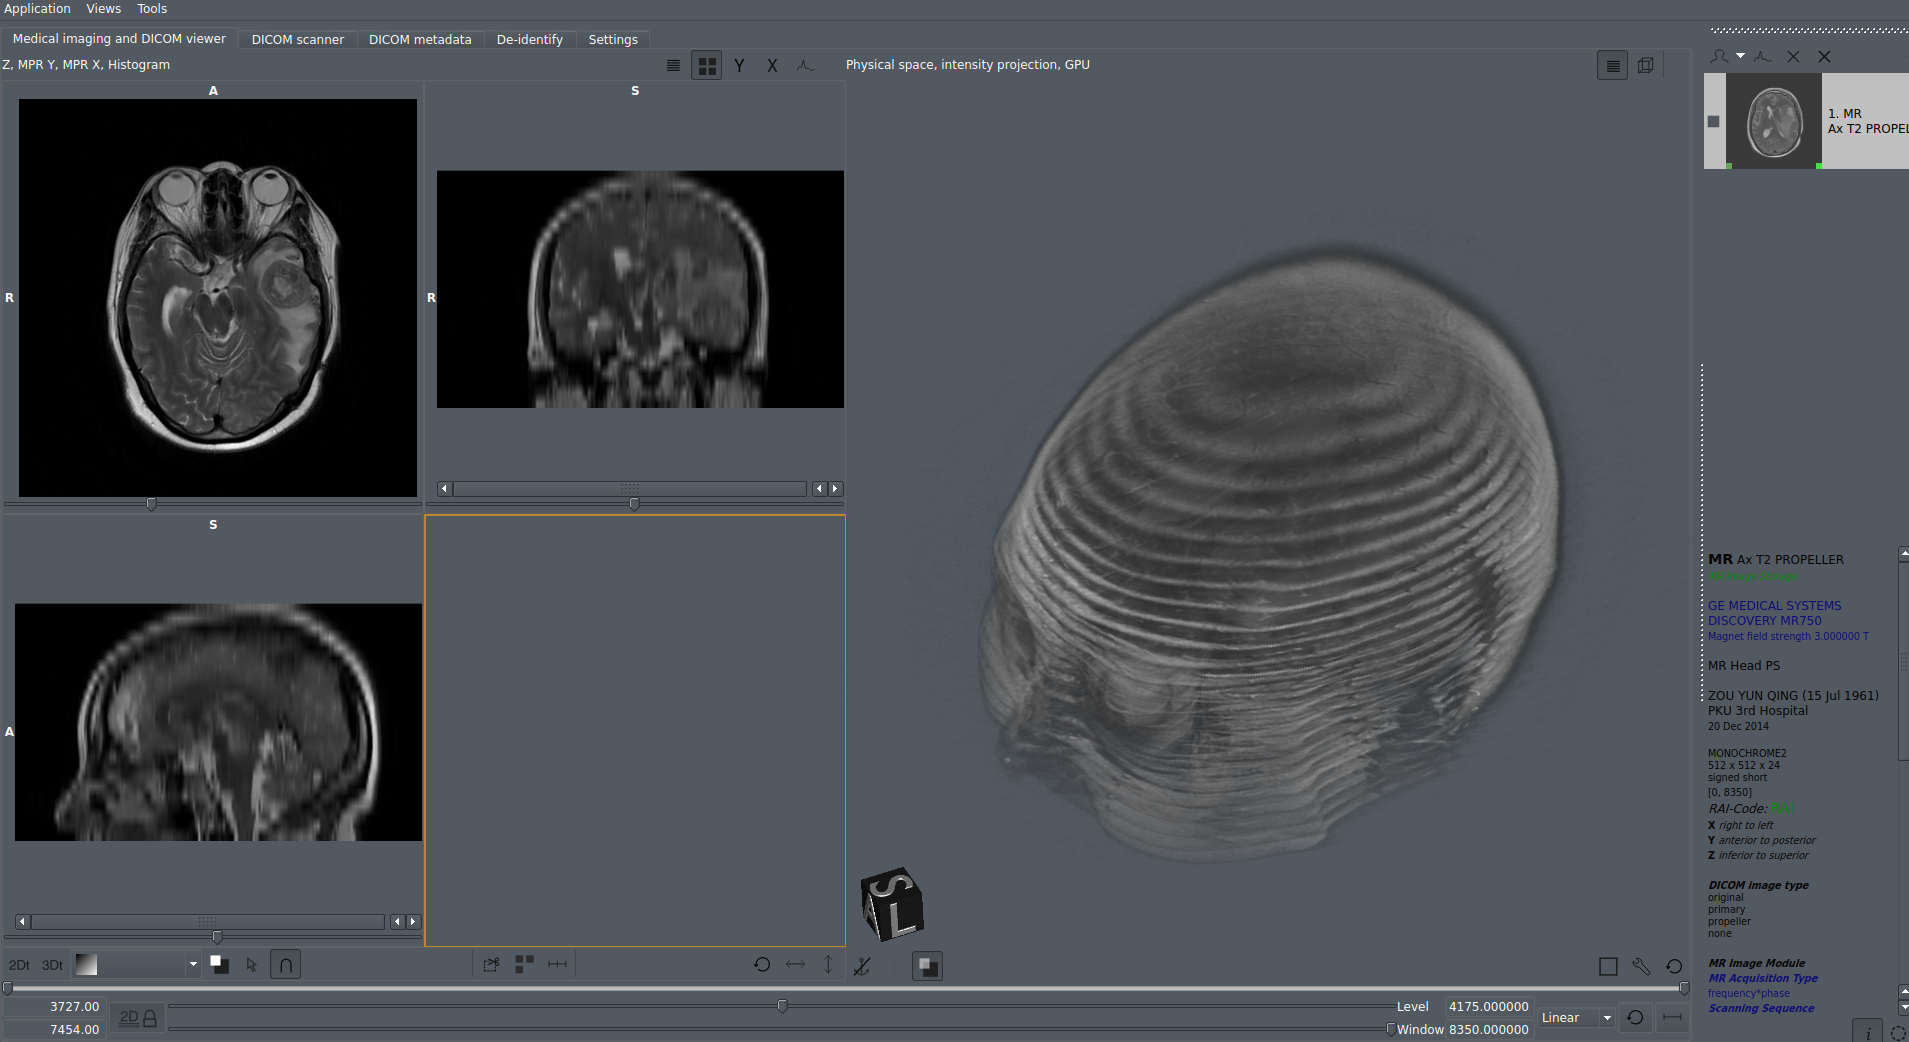 Application Views Tools
Medical imaging and DICOM viewer DICOM scanner DICOM metadata De-identify Settings
Z, MPR Y, MPR X, Histogram
Y X
Physical space, intensity projection, GPU
A
R
S
R
S
A
1. MR
Ax T2 PROPEL
MR Ax T2 PROPELLER
GE MEDICAL SYSTEMS
DISCOVERY MR750
Magnet field strength 3.000000 T
MR Head PS
ZOU YUN QING (15 Jul 1961)
PKU 3rd Hospital
20 Dec 2014
MONOCHROME2
512 x 512 x 24
signed short
[0, 8350]
RAI-Code: RAI
X right to left
Y anterior to posterior
Z inferior to superior
DICOM image type
original
primary
propeller
none
MR Image Module
MR Acquisition Type
frequency*phase
Scanning Sequence
S
A L
2Dt 3Dt
3727.00
7454.00
2D
Level 4175.000000
Window 8350.000000
Linear
i